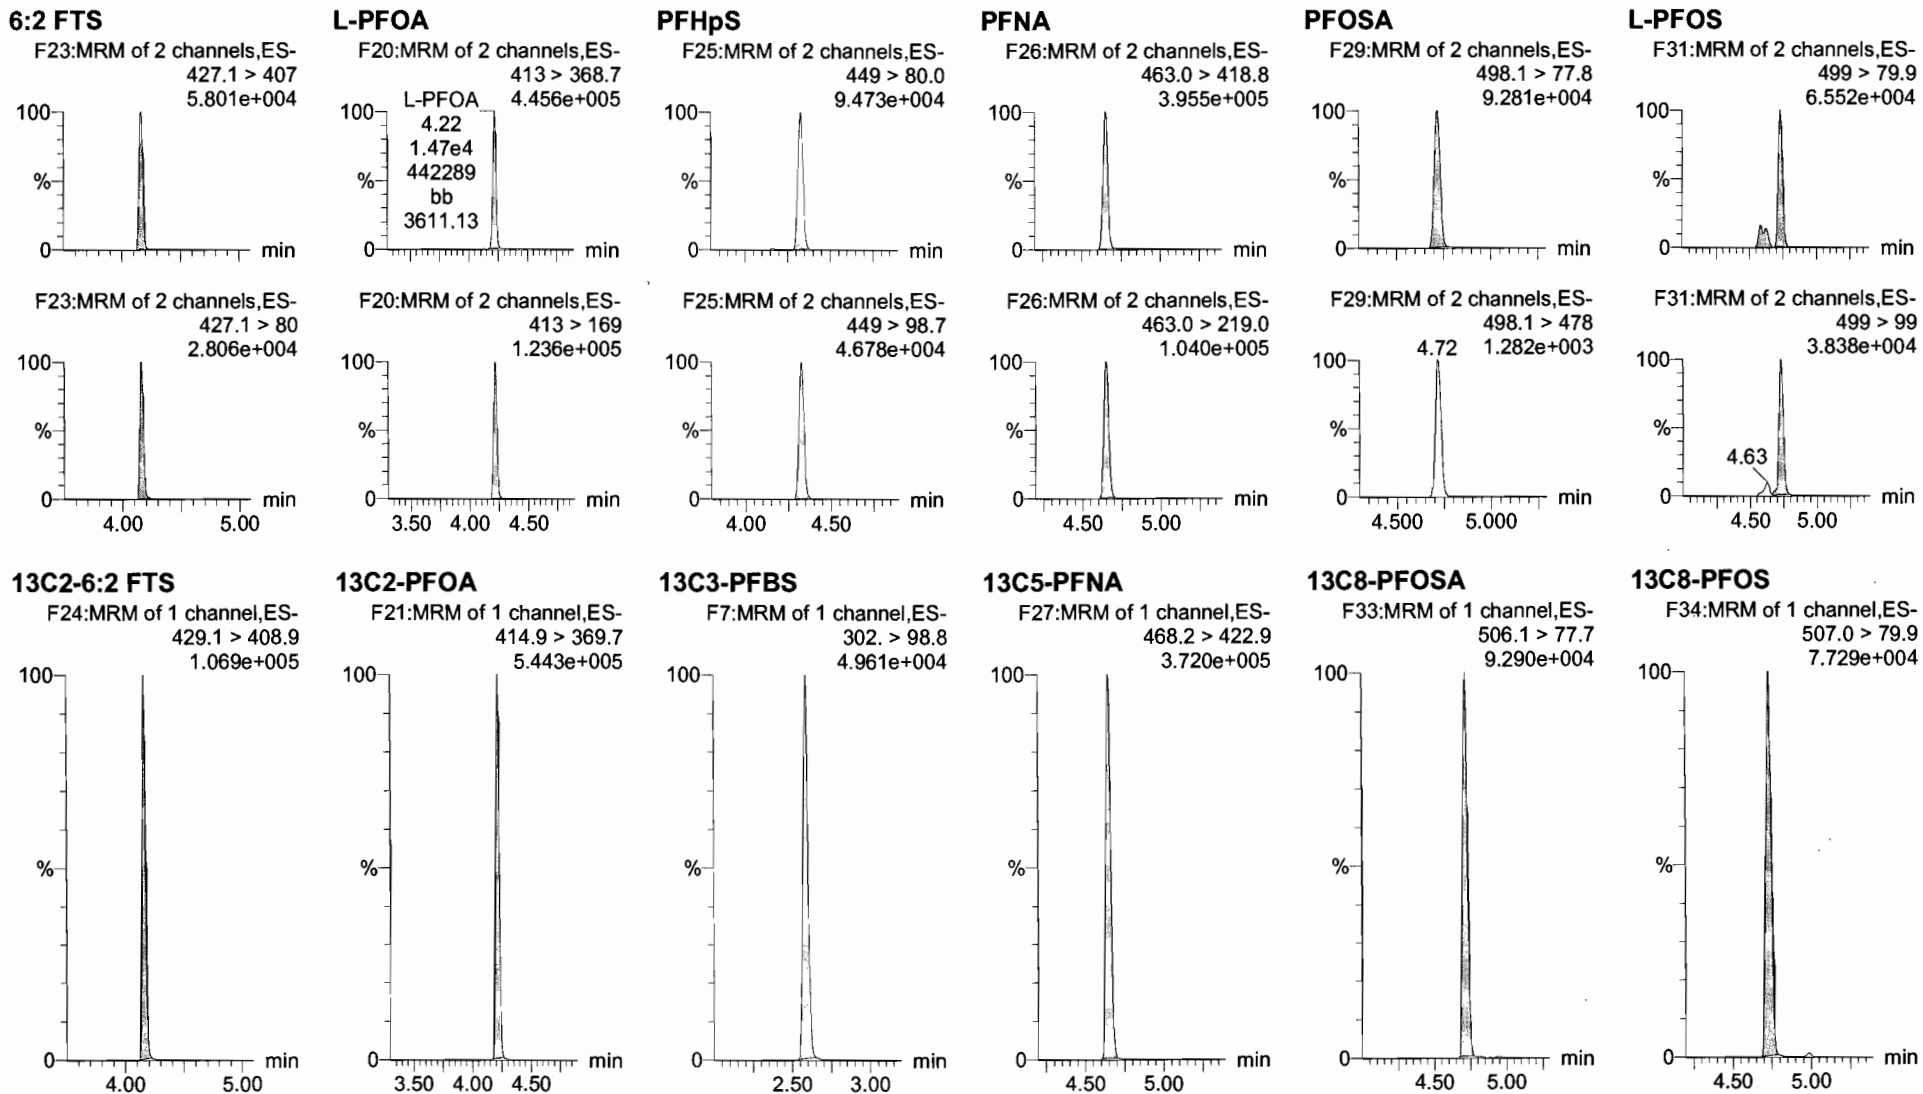 6:2 FTS
F23:MRM of 2 channels,ES-
427.1 > 407
5.801e+004
100
%
0
min
F23:MRM of 2 channels,ES-
427.1 > 80
2.806e+004
100
%
0
min
4.00 5.00
L-PFOA
F20:MRM of 2 channels,ES-
413 > 368.7
4.456e+005
L-PFOA
4.22
1.47e4
442289
bb
3611.13
100
%
0
min
F20:MRM of 2 channels,ES-
413 > 169
1.236e+005
100
%
0
min
3.50 4.00 4.50
PFHpS
F25:MRM of 2 channels,ES-
449 > 80.0
9.473e+004
100
%
0
min
F25:MRM of 2 channels,ES-
449 > 98.7
4.678e+004
100
%
0
min
4.00 4.50
PFNA
F26:MRM of 2 channels,ES-
463.0 > 418.8
3.955e+005
100
%
0
min
F26:MRM of 2 channels,ES-
463.0 > 219.0
1.040e+005
100
%
0
min
4.50 5.00
PFOSA
F29:MRM of 2 channels,ES-
498.1 > 77.8
9.281e+004
100
%
0
min
F29:MRM of 2 channels,ES-
498.1 > 478
4.72 1.282e+003
100
%
0
min
4.500 5.000
L-PFOS
F31:MRM of 2 channels,ES-
499 > 79.9
6.552e+004
100
%
0
min
F31:MRM of 2 channels,ES-
499 > 99
3.838e+004
100
%
4.63
0
min
4.50 5.00
13C2-6:2 FTS
F24:MRM of 1 channel,ES-
429.1 > 408.9
1.069e+005
100
%
0
min
4.00 5.00
13C2-PFOA
F21:MRM of 1 channel,ES-
414.9 > 369.7
5.443e+005
100
%
0
min
3.50 4.00 4.50
13C3-PFBS
F7:MRM of 1 channel,ES-
302. > 98.8
4.961e+004
100
%
0
min
2.50 3.00
13C5-PFNA
F27:MRM of 1 channel,ES-
468.2 > 422.9
3.720e+005
100
%
0
min
4.50 5.00
13C8-PFOSA
F33:MRM of 1 channel,ES-
506.1 > 77.7
9.290e+004
100
%
0
min
4.50 5.00
13C8-PFOS
F34:MRM of 1 channel,ES-
507.0 > 79.9
7.729e+004
100
%
0
min
4.50 5.00